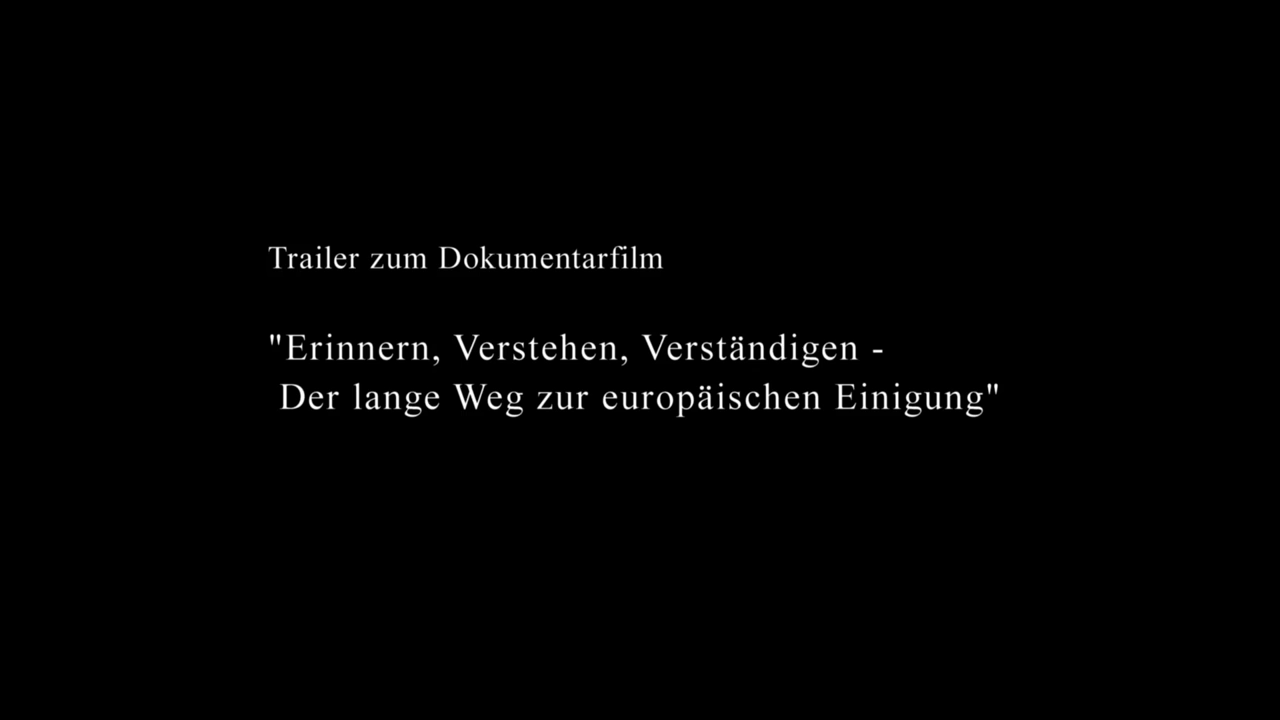 Trailer zum Dokumentarfilm
"Erinnern, Verstehen, Verständigen -
Der lange Weg zur europäischen Einigung"